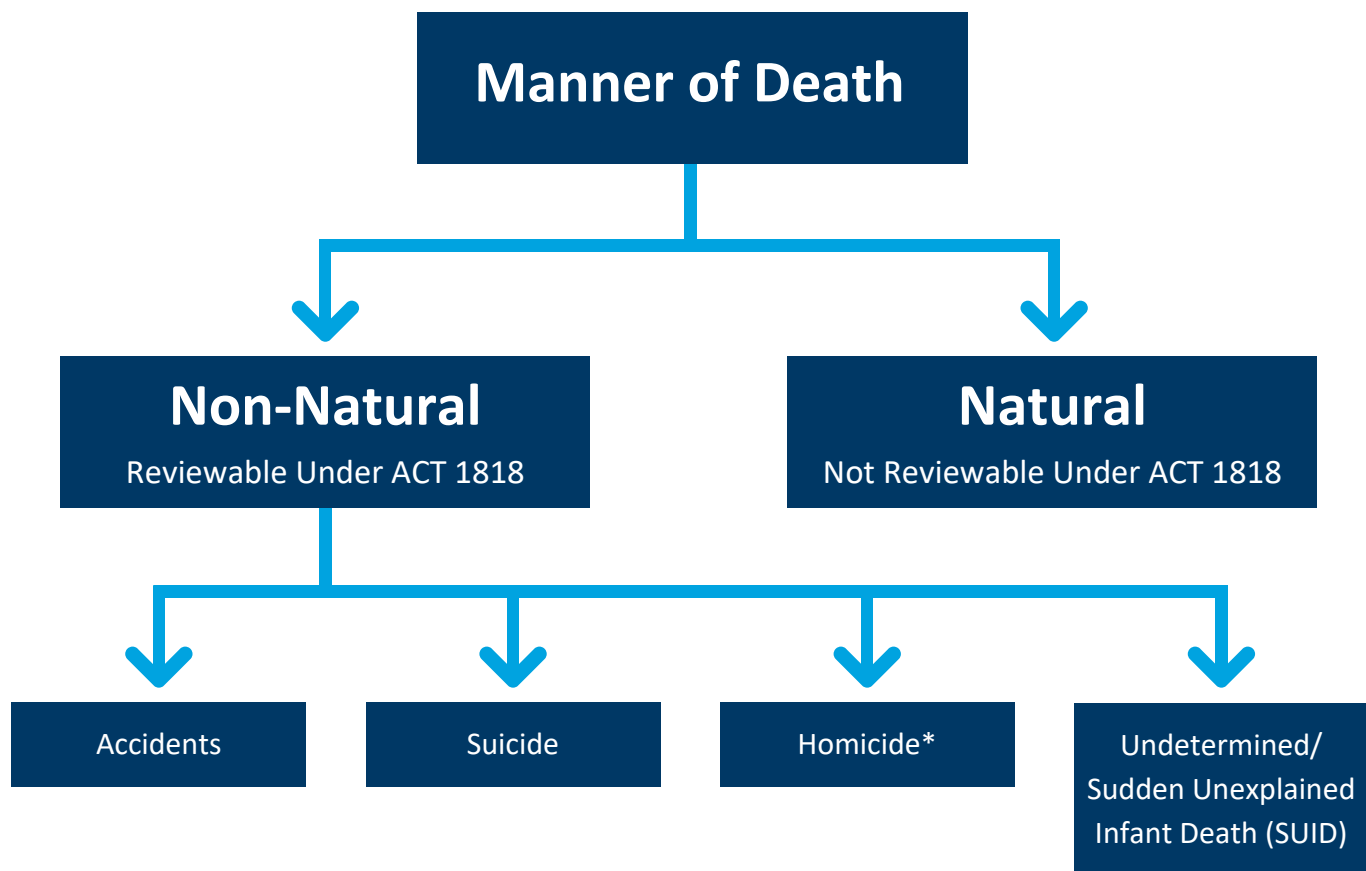 Manner of Death
Non-Natural
Reviewable Under ACT 1818
Natural
Not Reviewable Under ACT 1818
Accidents
Suicide
Homicide*
Undetermined/
Sudden Unexplained
Infant Death (SUID)